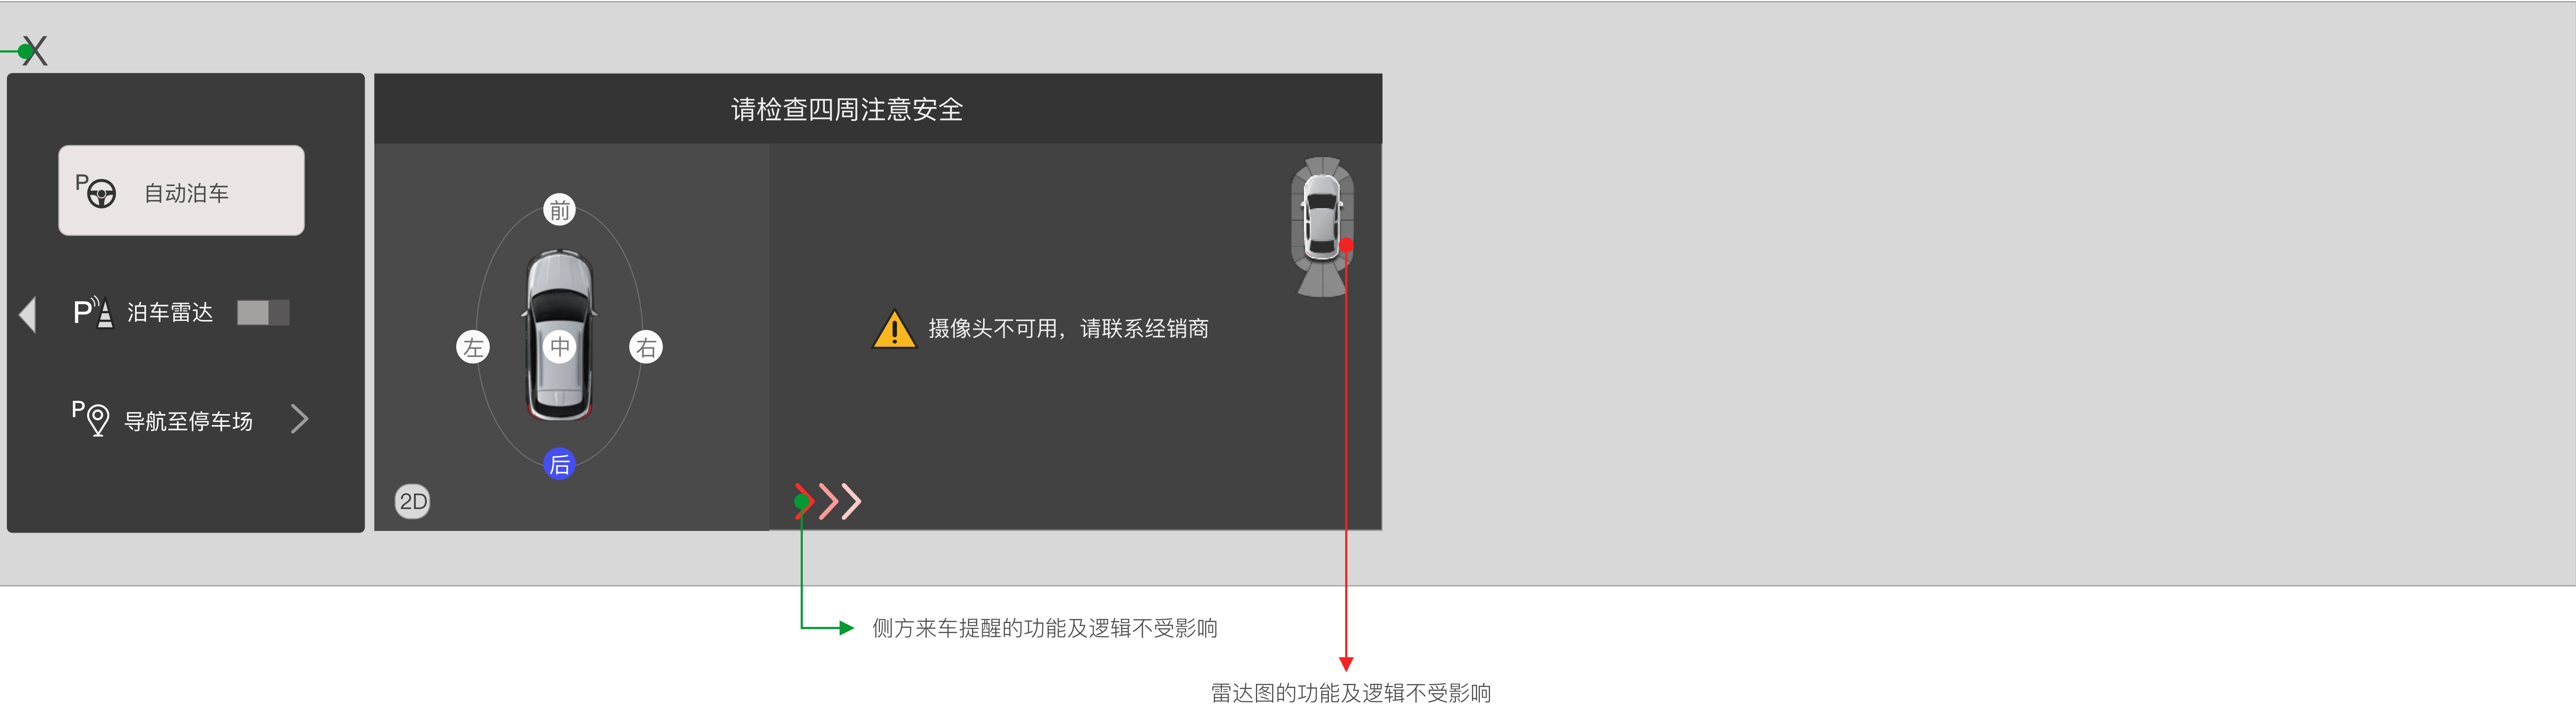 X
请检查四周注意安全
P 自动泊车
P 泊车雷达
P 导航至停车场
前
左
中
右
后
2D
摄像头不可用，请联系经销商
侧方来车提醒的功能及逻辑不受影响
雷达图的功能及逻辑不受影响